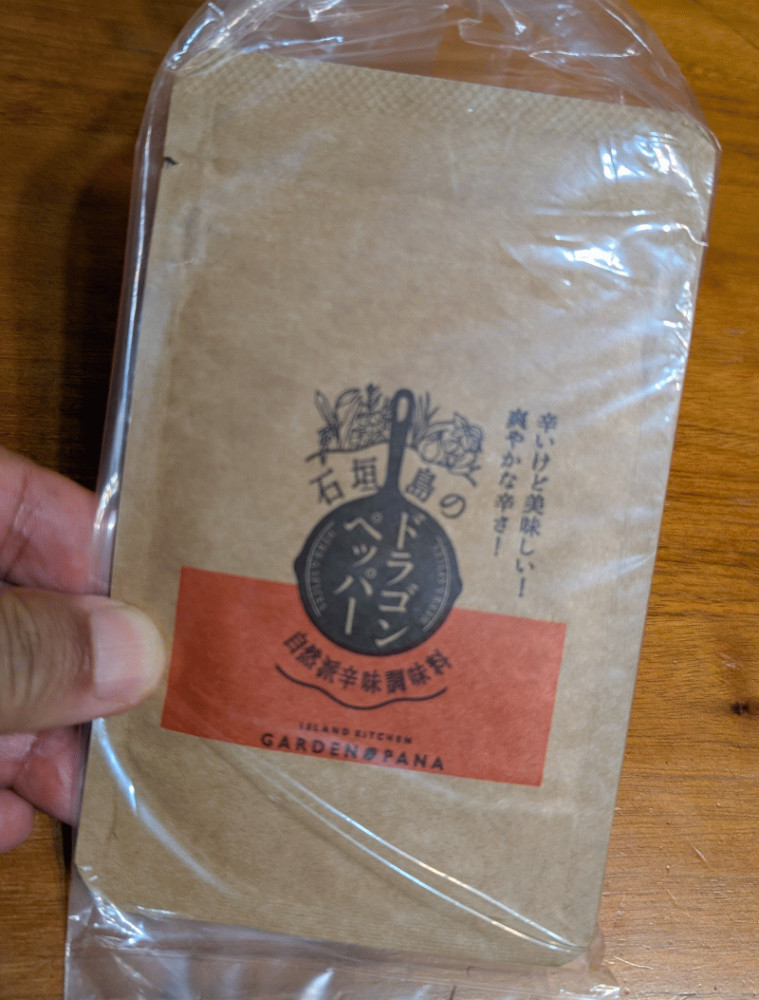 辛いけど美味しい！
爽やかな辛さ！
石垣島の
ドラゴン
ペッパー
自然派辛味調味料
ISLAND KITCHEN
GARDEN PANA